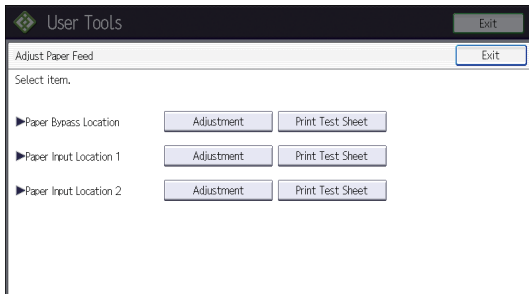 User Tools
Exit
Adjust Paper Feed
Exit
Select item.
▶Paper Bypass Location
Adjustment
Print Test Sheet
▶Paper Input Location 1
Adjustment
Print Test Sheet
▶Paper Input Location 2
Adjustment
Print Test Sheet